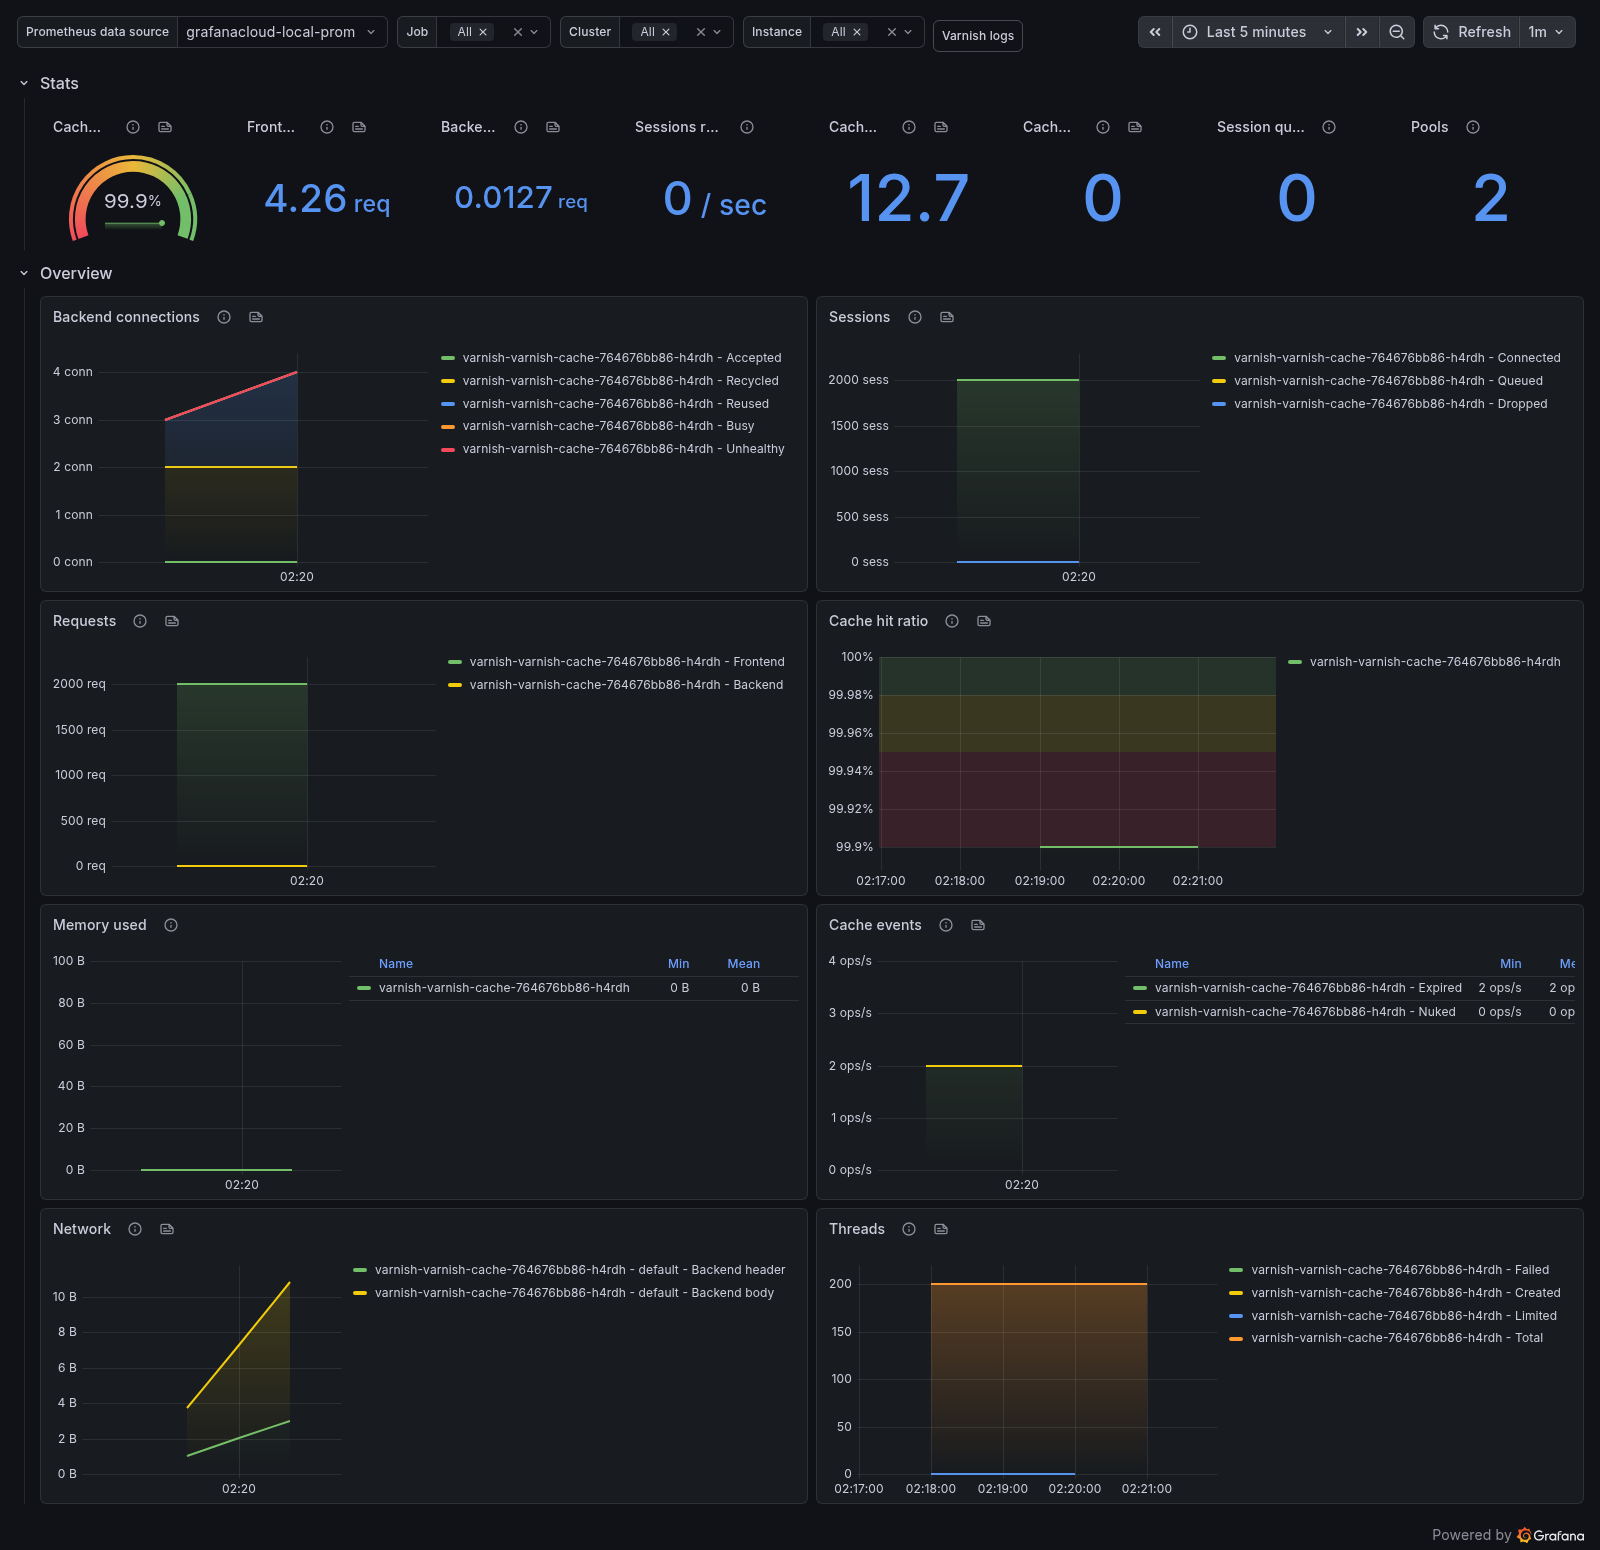 Prometheus data source grafanacloud-local-prom Job All Cluster All Instance All Varnish logs Last 5 minutes Refresh 1m
Stats
Cach... Front... Backe... Sessions r... Cach... Cach... Session qu... Pools
99.9% 4.26 req 0.0127 req 0 / sec 12.7 0 0 2
Overview
Backend connections
4 conn
3 conn
2 conn
1 conn
0 conn
02:20
varnish-varnish-cache-764676bb86-h4rdh - Accepted
varnish-varnish-cache-764676bb86-h4rdh - Recycled
varnish-varnish-cache-764676bb86-h4rdh - Reused
varnish-varnish-cache-764676bb86-h4rdh - Busy
varnish-varnish-cache-764676bb86-h4rdh - Unhealthy
Sessions
2000 sess
1500 sess
1000 sess
500 sess
0 sess
02:20
varnish-varnish-cache-764676bb86-h4rdh - Connected
varnish-varnish-cache-764676bb86-h4rdh - Queued
varnish-varnish-cache-764676bb86-h4rdh - Dropped
Requests
2000 req
1500 req
1000 req
500 req
0 req
02:20
varnish-varnish-cache-764676bb86-h4rdh - Frontend
varnish-varnish-cache-764676bb86-h4rdh - Backend
Cache hit ratio
100%
99.98%
99.96%
99.94%
99.92%
99.9%
02:17:00 02:18:00 02:19:00 02:20:00 02:21:00
varnish-varnish-cache-764676bb86-h4rdh
Memory used
100 B
80 B
60 B
40 B
20 B
0 B
02:20
Name Min Mean
varnish-varnish-cache-764676bb86-h4rdh 0 B 0 B
Cache events
4 ops/s
3 ops/s
2 ops/s
1 ops/s
0 ops/s
02:20
Name Min Me
varnish-varnish-cache-764676bb86-h4rdh - Expired 2 ops/s 2 op
varnish-varnish-cache-764676bb86-h4rdh - Nuked 0 ops/s 0 op
Network
10 B
8 B
6 B
4 B
2 B
0 B
02:20
varnish-varnish-cache-764676bb86-h4rdh - default - Backend header
varnish-varnish-cache-764676bb86-h4rdh - default - Backend body
Threads
200
150
100
50
0
02:17:00 02:18:00 02:19:00 02:20:00 02:21:00
varnish-varnish-cache-764676bb86-h4rdh - Failed
varnish-varnish-cache-764676bb86-h4rdh - Created
varnish-varnish-cache-764676bb86-h4rdh - Limited
varnish-varnish-cache-764676bb86-h4rdh - Total
Powered by Grafana